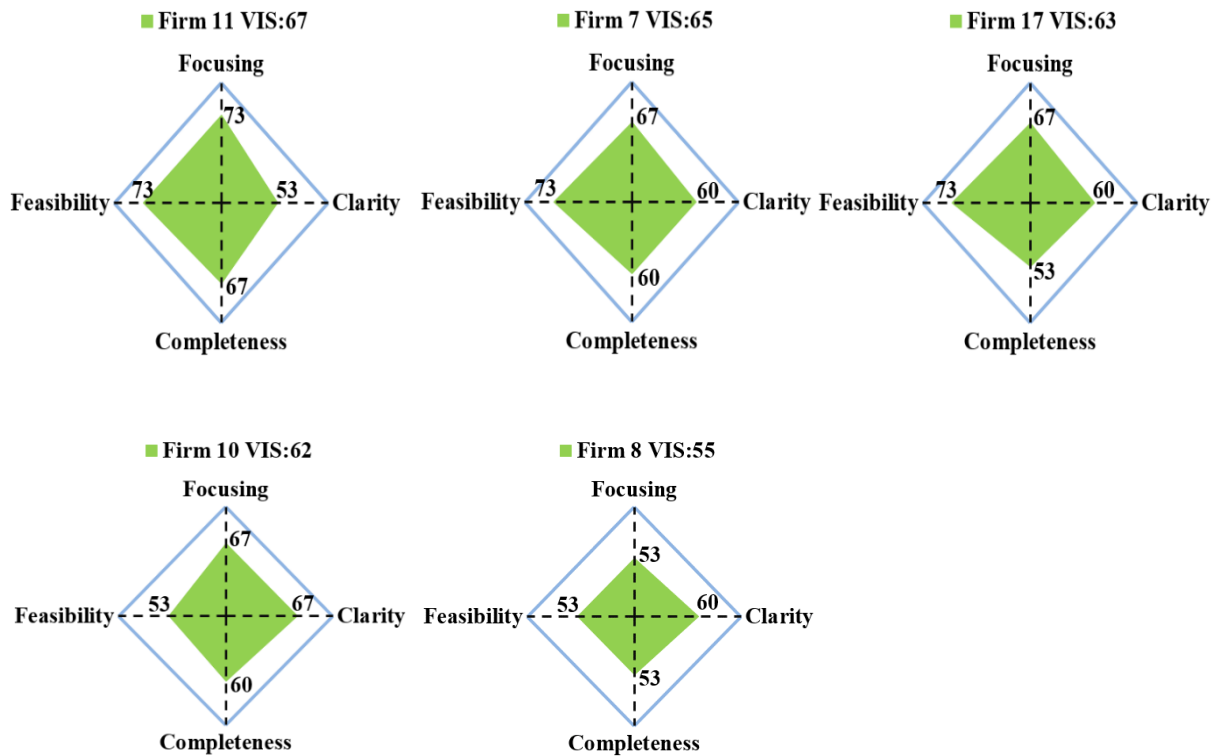 Firm 11 VIS:67
Focusing
73
Feasibility 73 53 Clarity
67
Completeness
Firm 7 VIS:65
Focusing
67
Feasibility 73 60 Clarity
60
Completeness
Firm 17 VIS:63
Focusing
67
Feasibility 73 60 Clarity
53
Completeness
Firm 10 VIS:62
Focusing
67
Feasibility 53 67 Clarity
60
Completeness
Firm 8 VIS:55
Focusing
53
Feasibility 53 60 Clarity
53
Completeness